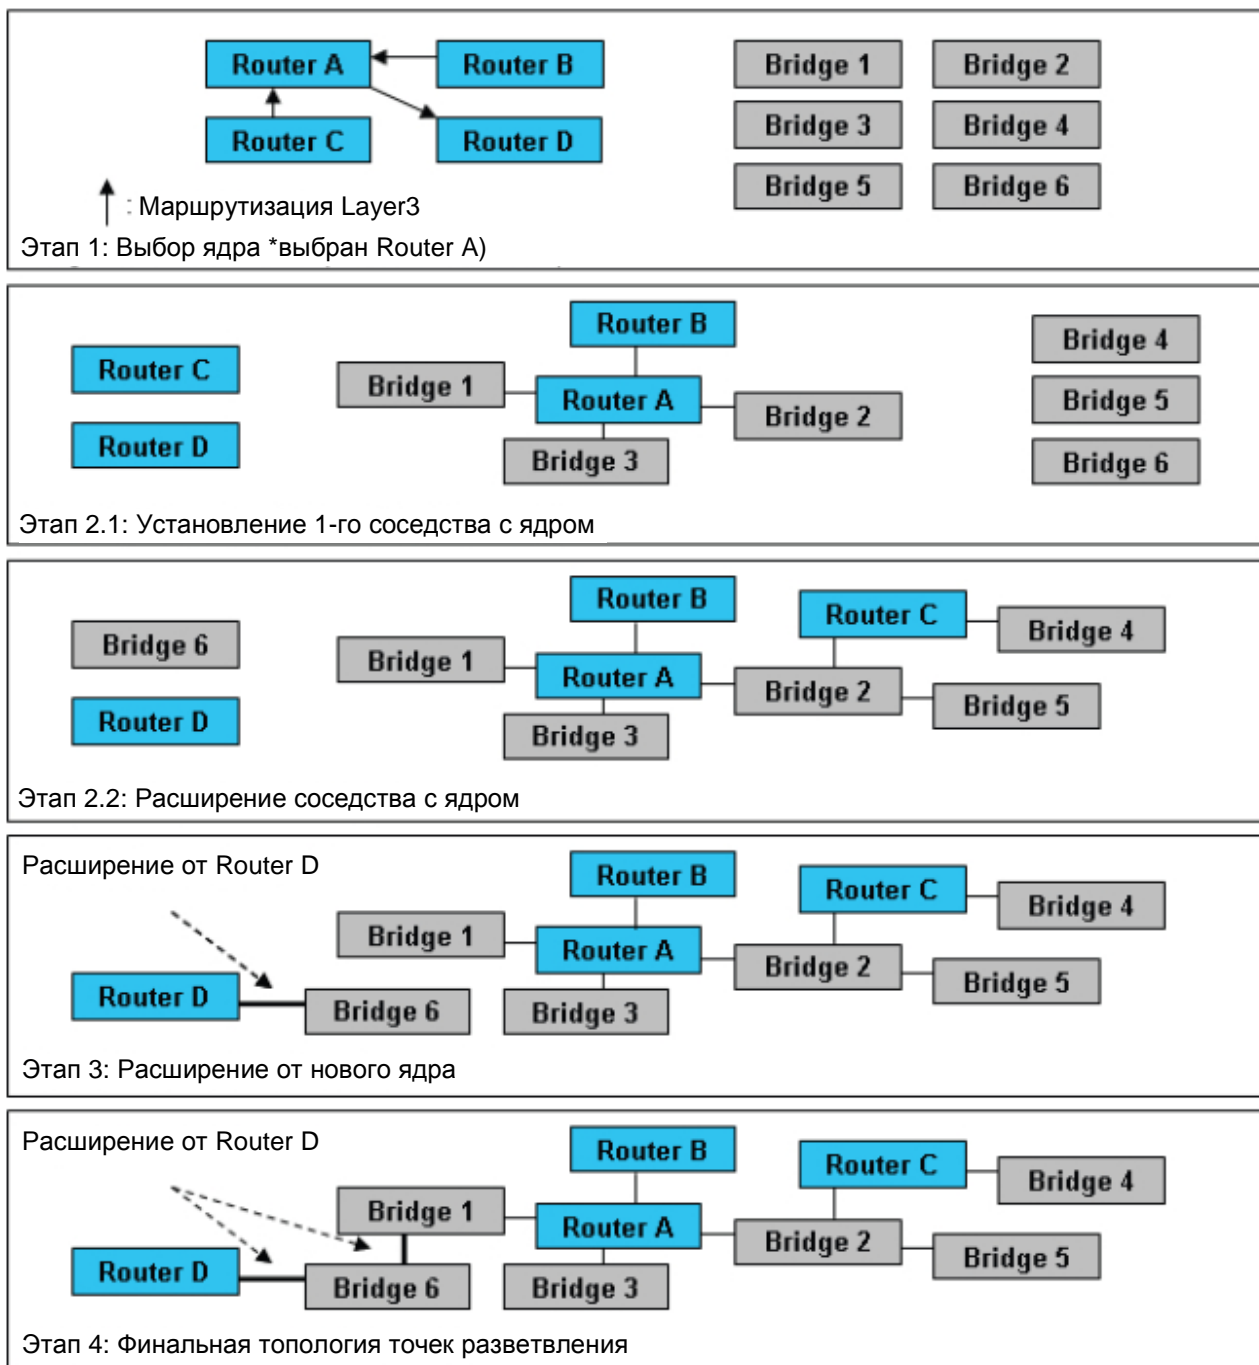 Router A
Router B
Bridge 1
Bridge 2
Router C
Router D
Bridge 3
Bridge 4
Bridge 5
Bridge 6
: Маршрутизация Layer3
Этап 1: Выбор ядра *выбран Router A)
Router B
Router C
Bridge 1
Router A
Bridge 2
Bridge 4
Router D
Bridge 3
Bridge 5
Bridge 6
Этап 2.1: Установление 1-го соседства с ядром
Router B
Router C
Bridge 4
Bridge 6
Bridge 1
Router A
Bridge 2
Bridge 5
Router D
Bridge 3
Этап 2.2: Расширение соседства с ядром
Расширение от Router D
Router B
Router C
Bridge 4
Bridge 1
Router A
Bridge 2
Bridge 5
Router D
Bridge 6
Bridge 3
Этап 3: Расширение от нового ядра
Расширение от Router D
Router B
Router C
Bridge 4
Bridge 1
Router A
Bridge 2
Bridge 5
Router D
Bridge 6
Bridge 3
Этап 4: Финальная топология точек разветвления